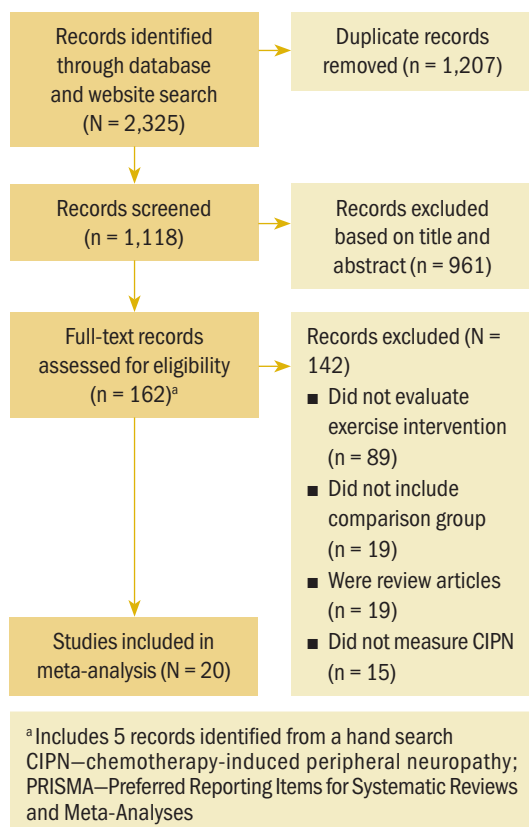 Records identified
through database
and website search
(N = 2,325)
Duplicate records
removed (n = 1,207)
Records screened
(n = 1,118)
Records excluded
based on title and
abstract (n = 961)
Full-text records
assessed for eligibility
(n = 162)ᵃ
Records excluded (N =
142)
■ Did not evaluate
exercise intervention
(n = 89)
■ Did not include
comparison group
(n = 19)
■ Were review articles
(n = 19)
■ Did not measure CIPN
(n = 15)
Studies included in
meta-analysis (N = 20)
ᵃ Includes 5 records identified from a hand search
CIPN—chemotherapy-induced peripheral neuropathy;
PRISMA—Preferred Reporting Items for Systematic Reviews
and Meta-Analyses